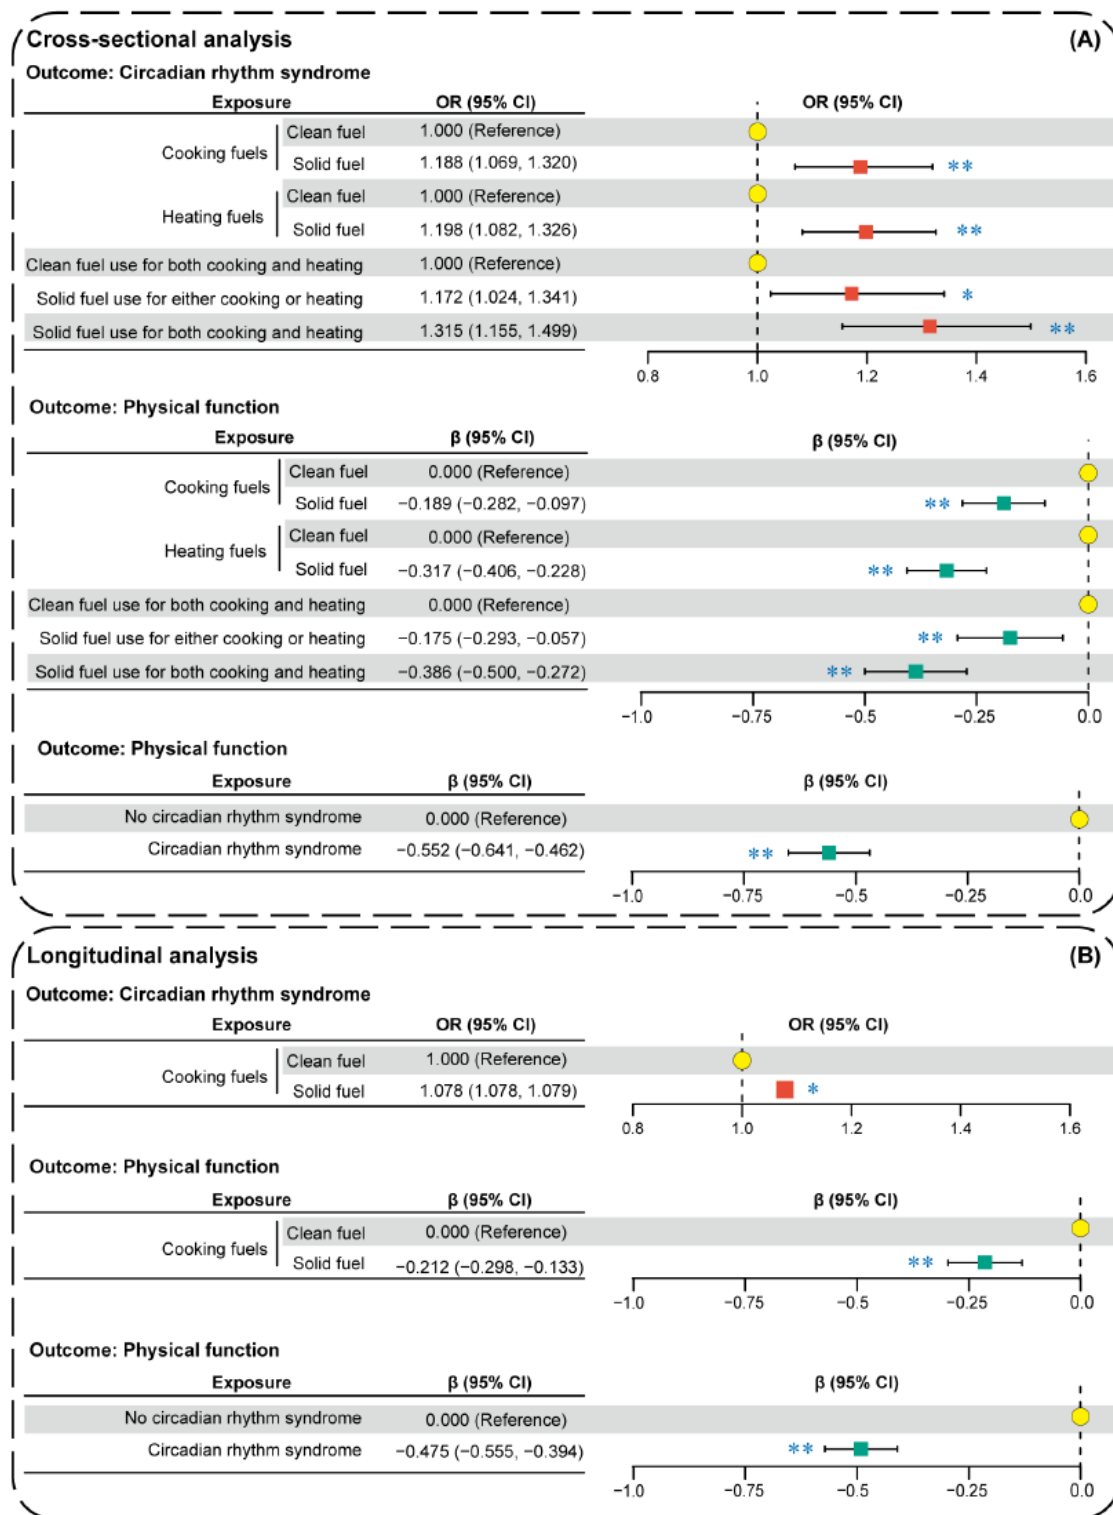 Cross-sectional analysis (A)
Outcome: Circadian rhythm syndrome
Exposure OR (95% CI) OR (95% CI)
Clean fuel 1.000 (Reference)
Cooking fuels
Solid fuel 1.188 (1.069, 1.320) **
Clean fuel 1.000 (Reference)
Heating fuels
Solid fuel 1.198 (1.082, 1.326) **
Clean fuel use for both cooking and heating 1.000 (Reference)
Solid fuel use for either cooking or heating 1.172 (1.024, 1.341) *
Solid fuel use for both cooking and heating 1.315 (1.155, 1.499) **
0.8 1.0 1.2 1.4 1.6
Outcome: Physical function
Exposure β (95% CI) β (95% CI)
Clean fuel 0.000 (Reference)
Cooking fuels
Solid fuel −0.189 (−0.282, −0.097) **
Clean fuel 0.000 (Reference)
Heating fuels
Solid fuel −0.317 (−0.406, −0.228) **
Clean fuel use for both cooking and heating 0.000 (Reference)
Solid fuel use for either cooking or heating −0.175 (−0.293, −0.057) **
Solid fuel use for both cooking and heating −0.386 (−0.500, −0.272) **
−1.0 −0.75 −0.5 −0.25 0.0
Outcome: Physical function
Exposure β (95% CI) β (95% CI)
No circadian rhythm syndrome 0.000 (Reference)
Circadian rhythm syndrome −0.552 (−0.641, −0.462) **
−1.0 −0.75 −0.5 −0.25 0.0
Longitudinal analysis (B)
Outcome: Circadian rhythm syndrome
Exposure OR (95% CI) OR (95% CI)
Clean fuel 1.000 (Reference)
Cooking fuels
Solid fuel 1.078 (1.078, 1.079) *
0.8 1.0 1.2 1.4 1.6
Outcome: Physical function
Exposure β (95% CI) β (95% CI)
Clean fuel 0.000 (Reference)
Cooking fuels
Solid fuel −0.212 (−0.298, −0.133) **
−1.0 −0.75 −0.5 −0.25 0.0
Outcome: Physical function
Exposure β (95% CI) β (95% CI)
No circadian rhythm syndrome 0.000 (Reference)
Circadian rhythm syndrome −0.475 (−0.555, −0.394) **
−1.0 −0.75 −0.5 −0.25 0.0